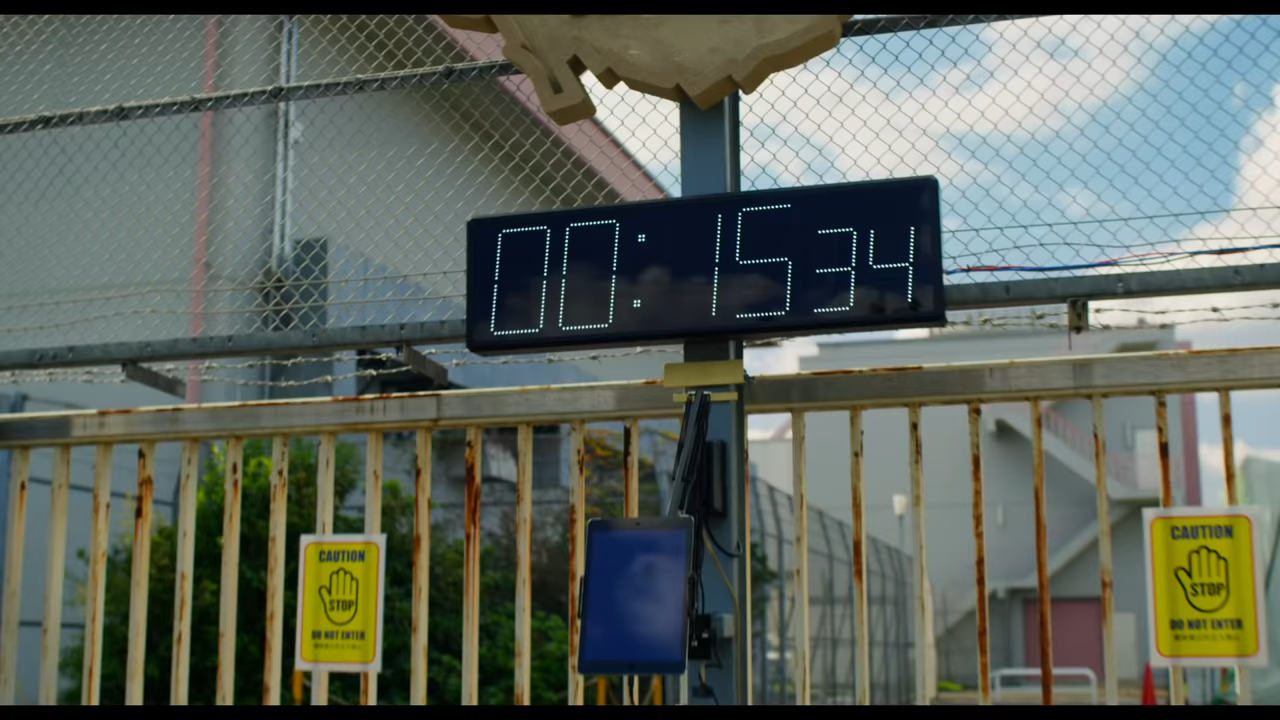 00:15 34
CAUTION
STOP
DO NOT ENTER
CAUTION
STOP
DO NOT ENTER